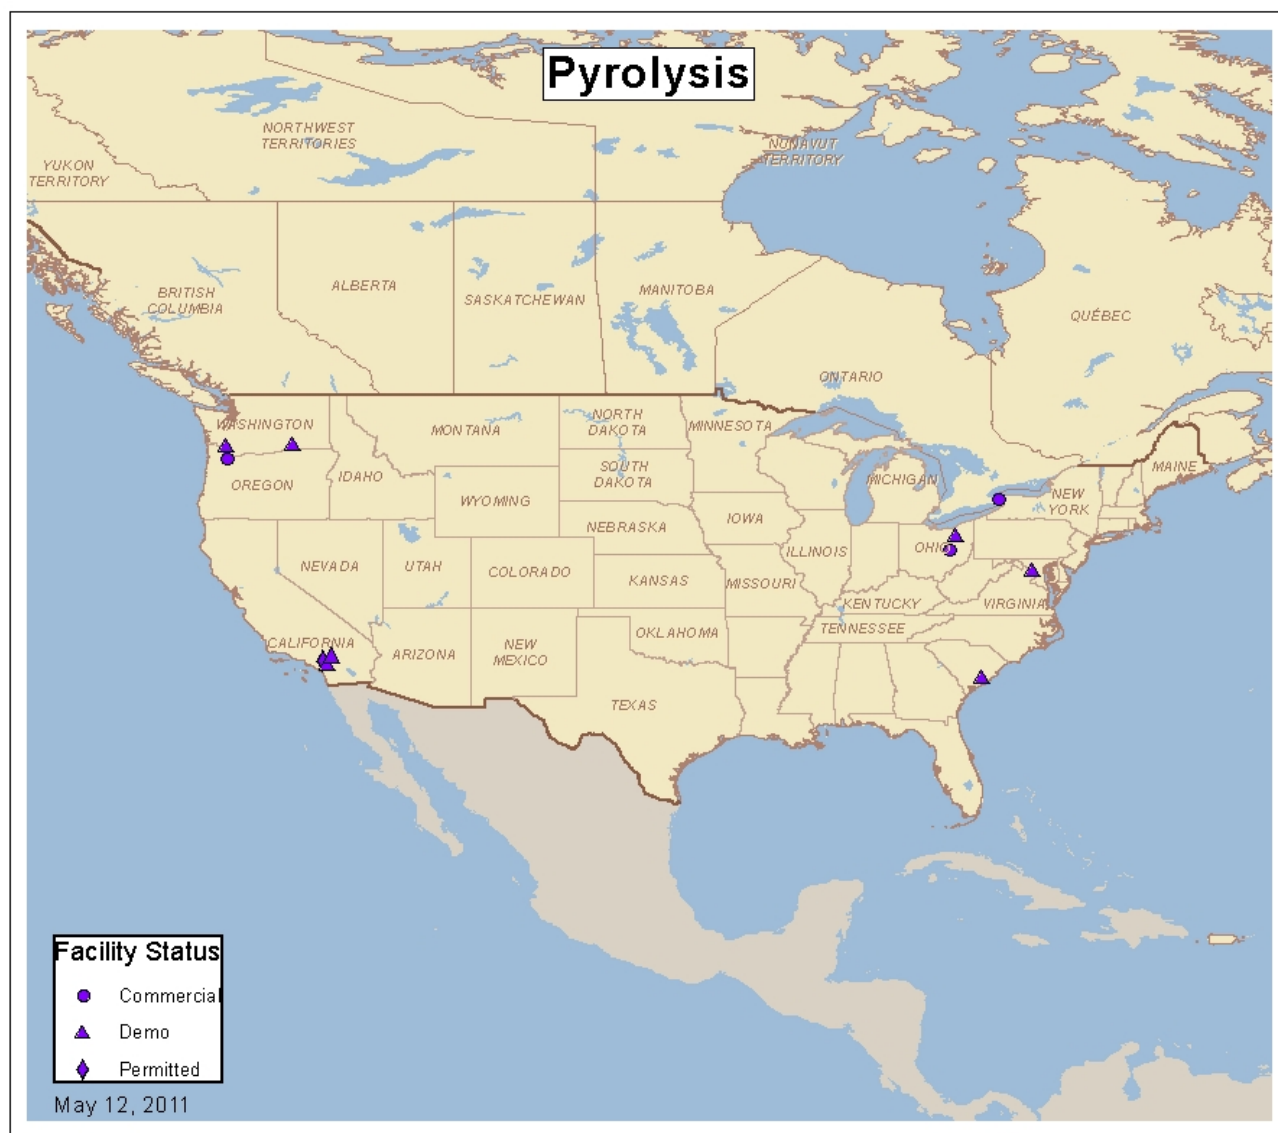 Pyrolysis
NORTHWEST
TERRITORIES
NUNAVUT
TERRITORY
YUKON
TERRITORY
BRITISH
COLUMBIA
ALBERTA
SASKATCHEWAN
MANITOBA
QUÉBEC
ONTARIO
WASHINGTON
MONTANA
NORTH
DAKOTA
MINNESOTA
MAINE
OREGON
IDAHO
SOUTH
DAKOTA
MICHIGAN
NEW
YORK
WYOMING
IOWA
NEBRASKA
ILLINOIS
OHIO
NEVADA
UTAH
COLORADO
KANSAS
MISSOURI
KENTUCKY
VIRGINIA
CALIFORNIA
ARIZONA
NEW
MEXICO
OKLAHOMA
TENNESSEE
TEXAS
Facility Status
Commercial
Demo
Permitted
May 12, 2011